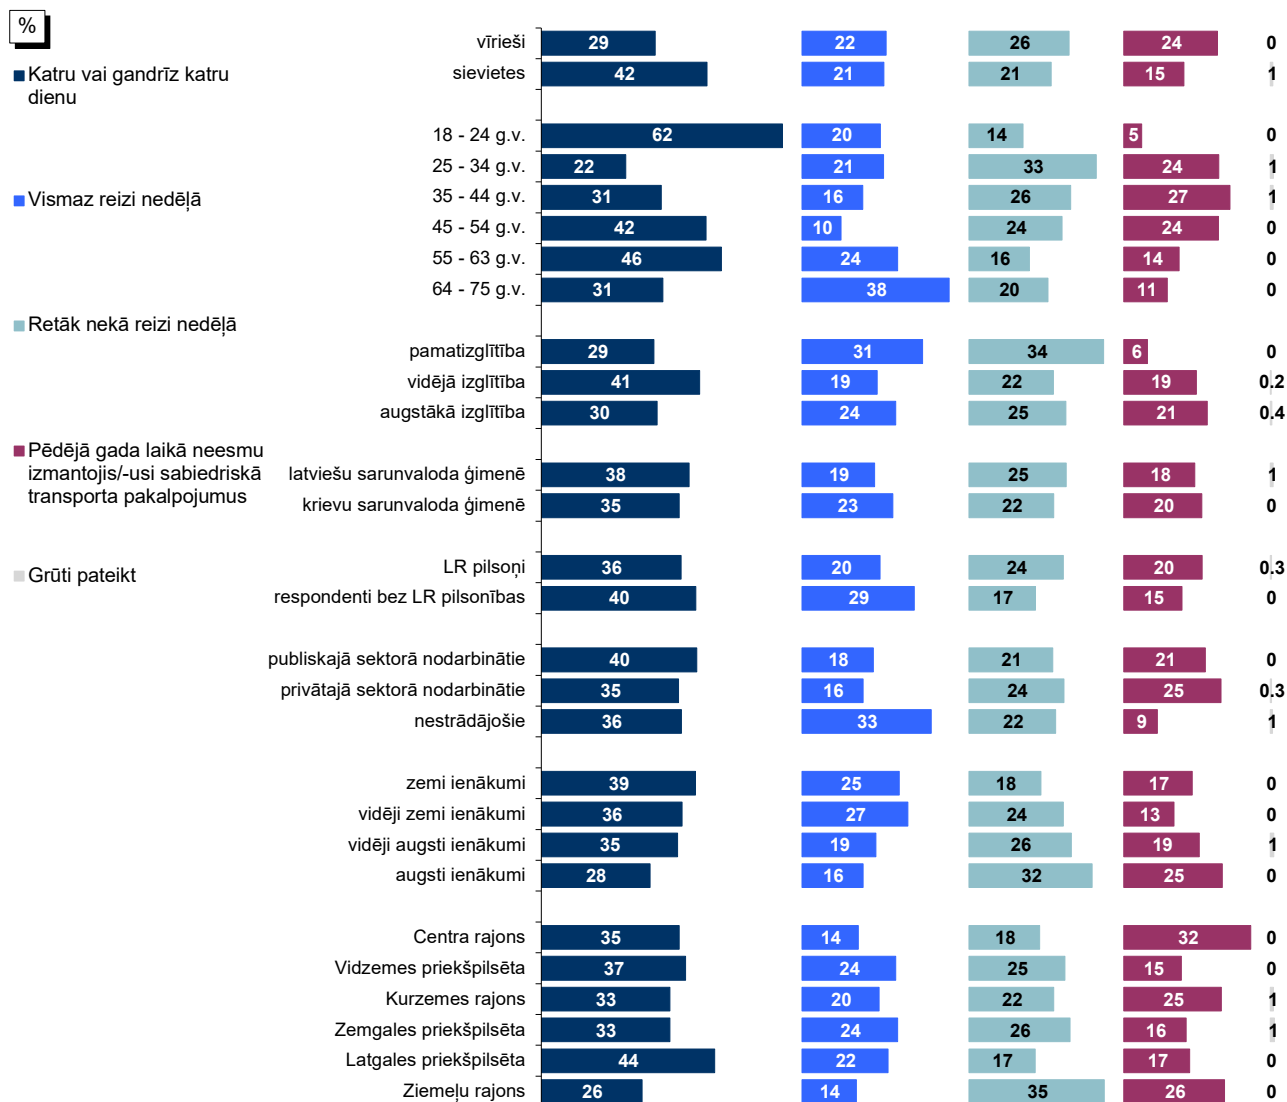 %
Katru vai gandrīz katru
dienu
Vismaz reizi nedēļā
Retāk nekā reizi nedēļā
Pēdējā gada laikā neesmu
izmantojis/-usi sabiedriskā
transporta pakalpojumus
Grūti pateikt
vīrieši 29 22 26 24 0
sievietes 42 21 21 15 1
18 - 24 g.v. 62 20 14 5 0
25 - 34 g.v. 22 21 33 24 1
35 - 44 g.v. 31 16 26 27 1
45 - 54 g.v. 42 10 24 24 0
55 - 63 g.v. 46 24 16 14 0
64 - 75 g.v. 31 38 20 11 0
pamatizglītība 29 31 34 6 0
vidējā izglītība 41 19 22 19 0.2
augstākā izglītība 30 24 25 21 0.4
latviešu sarunvaloda ģimenē 38 19 25 18 1
krievu sarunvaloda ģimenē 35 23 22 20 0
LR pilsoņi 36 20 24 20 0.3
respondenti bez LR pilsonības 40 29 17 15 0
publiskajā sektorā nodarbinātie 40 18 21 21 0
privātajā sektorā nodarbinātie 35 16 24 25 0.3
nestrādājošie 36 33 22 9 1
zemi ienākumi 39 25 18 17 0
vidēji zemi ienākumi 36 27 24 13 0
vidēji augsti ienākumi 35 19 26 19 1
augsti ienākumi 28 16 32 25 0
Centra rajons 35 14 18 32 0
Vidzemes priekšpilsēta 37 24 25 15 0
Kurzemes rajons 33 20 22 25 1
Zemgales priekšpilsēta 33 24 26 16 1
Latgales priekšpilsēta 44 22 17 17 0
Ziemeļu rajons 26 14 35 26 0